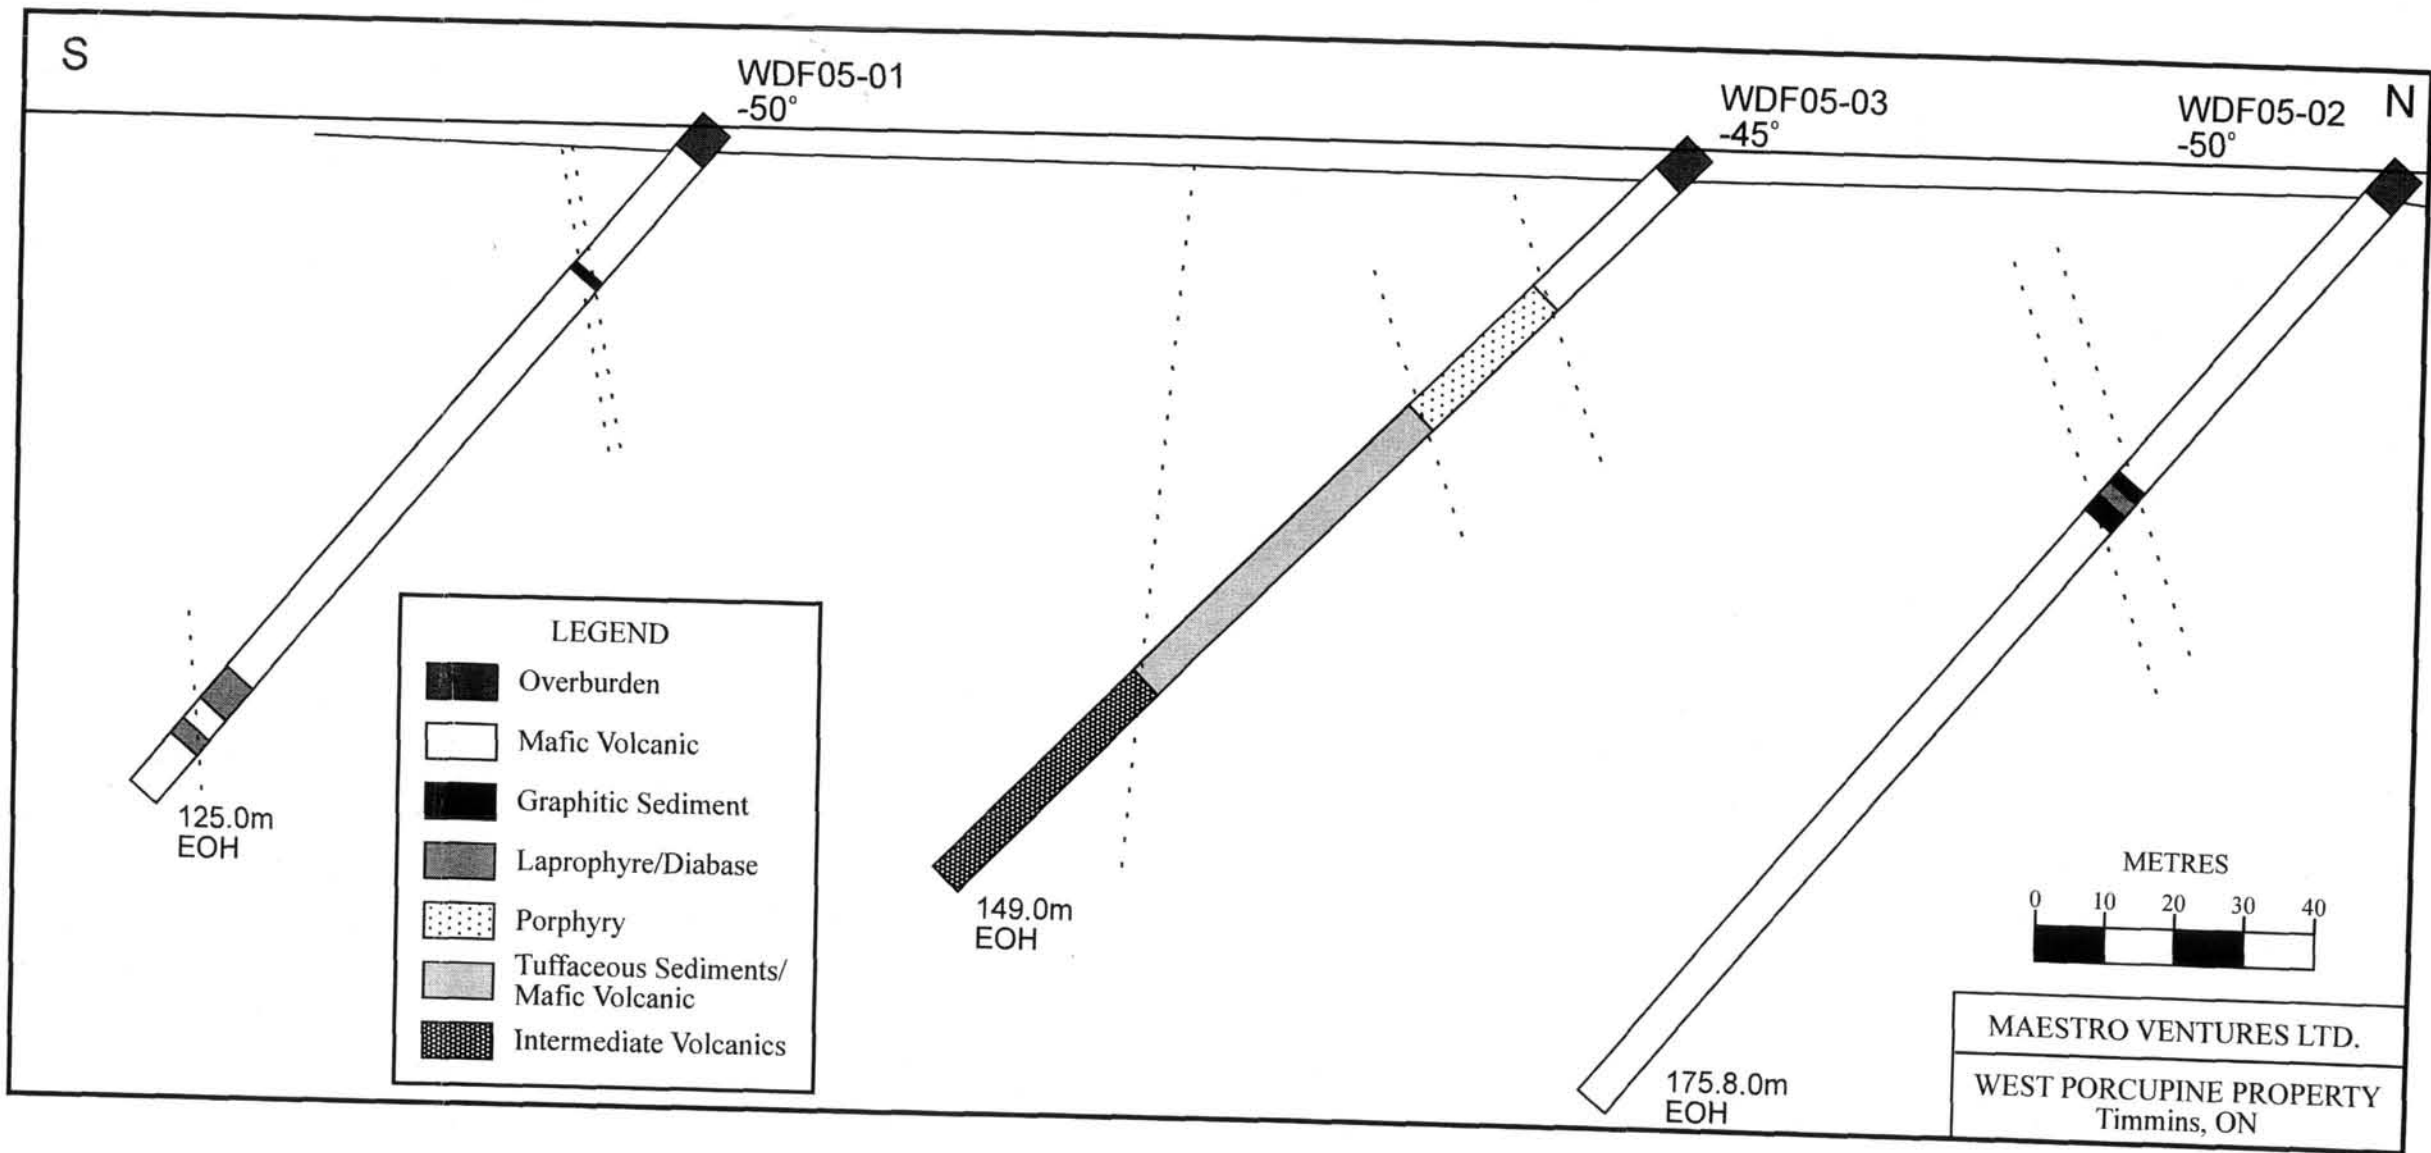 S
WDF05-01
-50°
WDF05-03
-45°
WDF05-02
-50°
N
LEGEND
Overburden
Mafic Volcanic
Graphitic Sediment
Laprophyre/Diabase
Porphyry
Tuffaceous Sediments/
Mafic Volcanic
Intermediate Volcanics
125.0m
EOH
149.0m
EOH
175.8.0m
EOH
METRES
0 10 20 30 40
MAESTRO VENTURES LTD.
WEST PORCUPINE PROPERTY
Timmins, ON